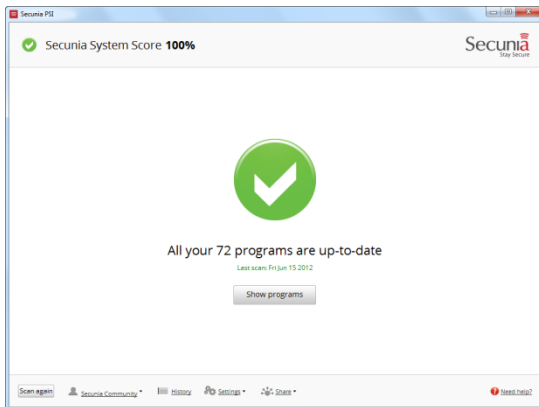 Secunia PSI
Secunia System Score 100%
Secunia
Stay Secure
All your 72 programs are up-to-date
Last scan: Fri Jun 15 2012
Show programs
Scan again Secunia Community History Settings Share Need help?